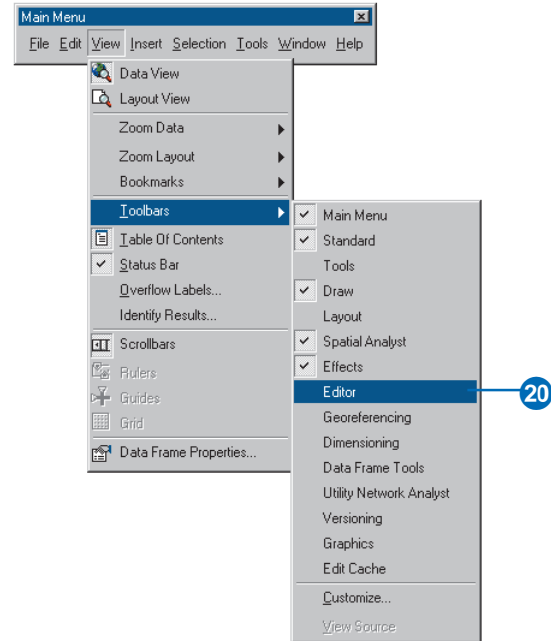 Main Menu
File Edit View Insert Selection Tools Window Help
Data View
Layout View
Zoom Data
Zoom Layout
Bookmarks
Toolbars
Table Of Contents
Status Bar
Overflow Labels...
Identify Results...
Scrollbars
Rulers
Guides
Grid
Data Frame Properties...
Main Menu
Standard
Tools
Draw
Layout
Spatial Analyst
Effects
Editor
20
Georeferencing
Dimensioning
Data Frame Tools
Utility Network Analyst
Versioning
Graphics
Edit Cache
Customize...
View Source